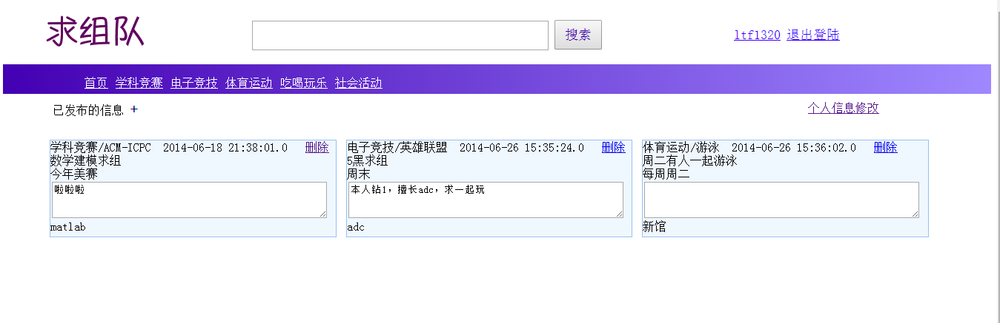 求组队
搜索
ltf1320 退出登陆
首页 学科竞赛 电子竞技 体育运动 吃喝玩乐 社会活动
已发布的信息 +
个人信息修改
学科竞赛/ACM-ICPC 2014-06-18 21:38:01.0 删除
数学建模求组
今年美赛
啦啦啦
matlab
电子竞技/英雄联盟 2014-06-26 15:35:24.0 删除
5黑求组
周末
本人钻1，擅长adc，求一起玩
adc
体育运动/游泳 2014-06-26 15:36:02.0 删除
周二有人一起游泳
每周周二
新馆